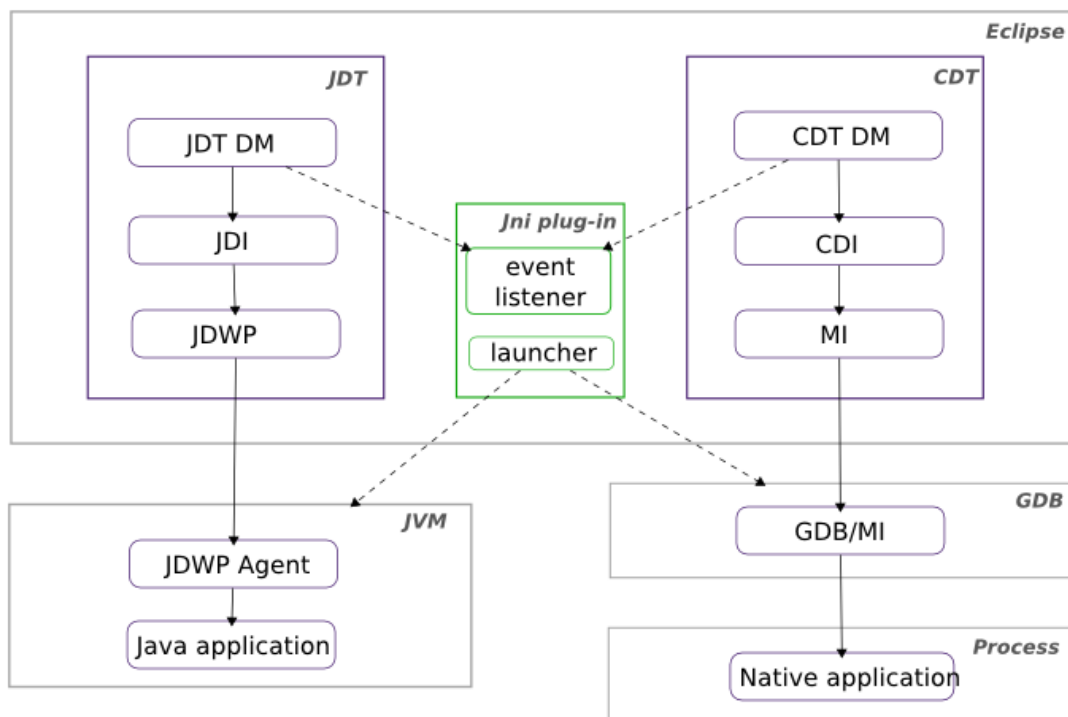 Eclipse
JDT
CDT
JDT DM
CDT DM
Jni plug-in
JDI
CDI
event
listener
JDWP
MI
launcher
JVM
GDB
GDB/MI
JDWP Agent
Java application
Process
Native application